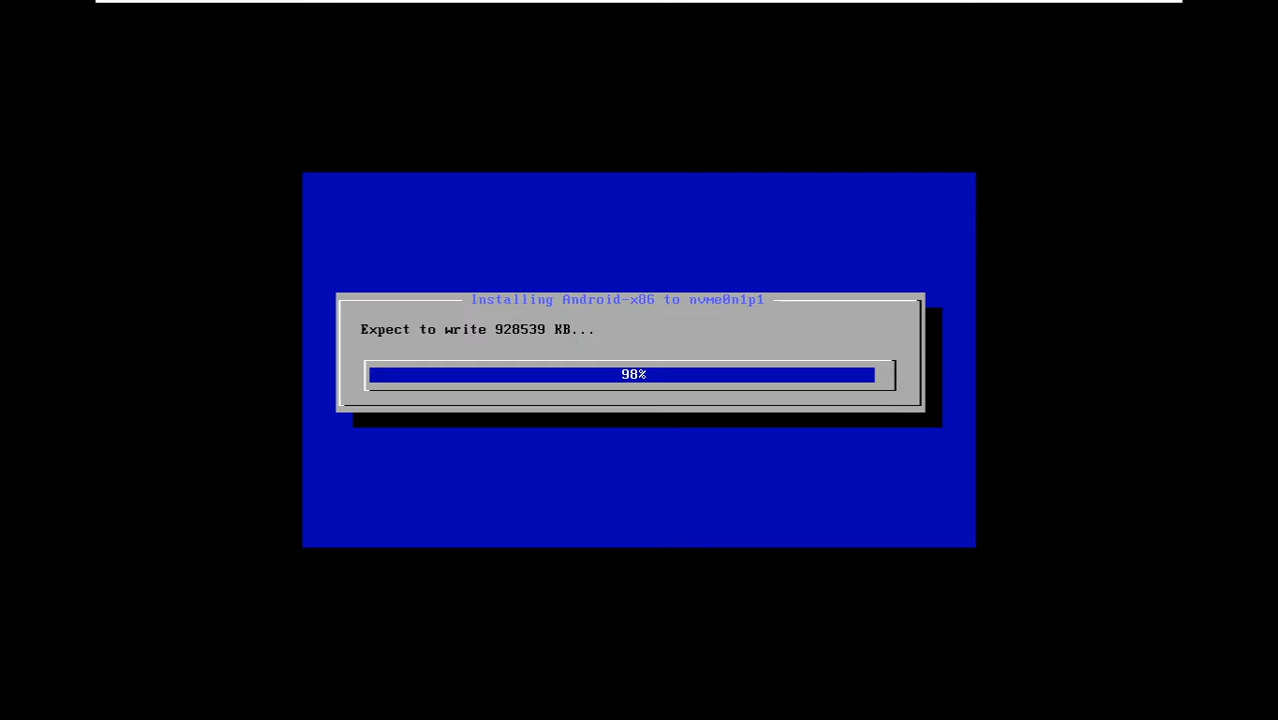 Installing Android-x86 to nvme0n1p1
Expect to write 928539 KB...
98%